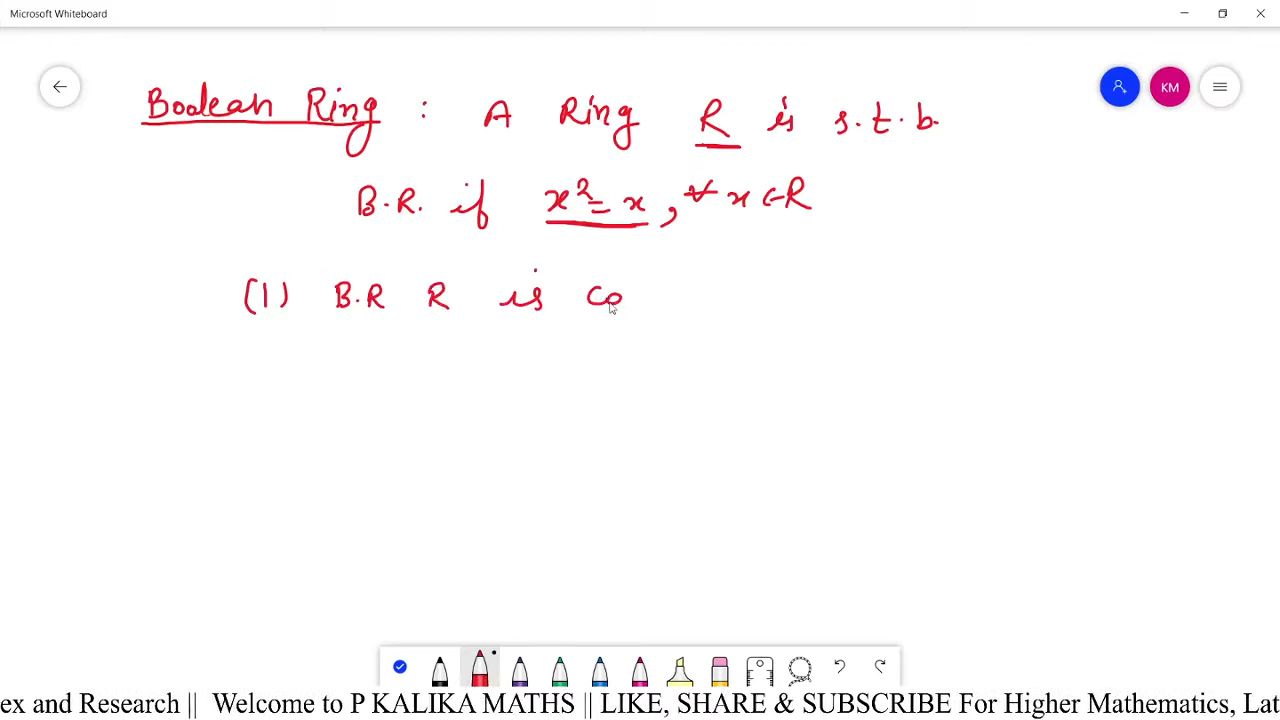 Microsoft Whiteboard
KM
Boolean Ring : A Ring R is s.t.b.
B.R. if x²= x, ∀ x ∈ R
(1) B.R R is co
ex and Research || Welcome to P KALIKA MATHS || LIKE, SHARE & SUBSCRIBE For Higher Mathematics, Lat